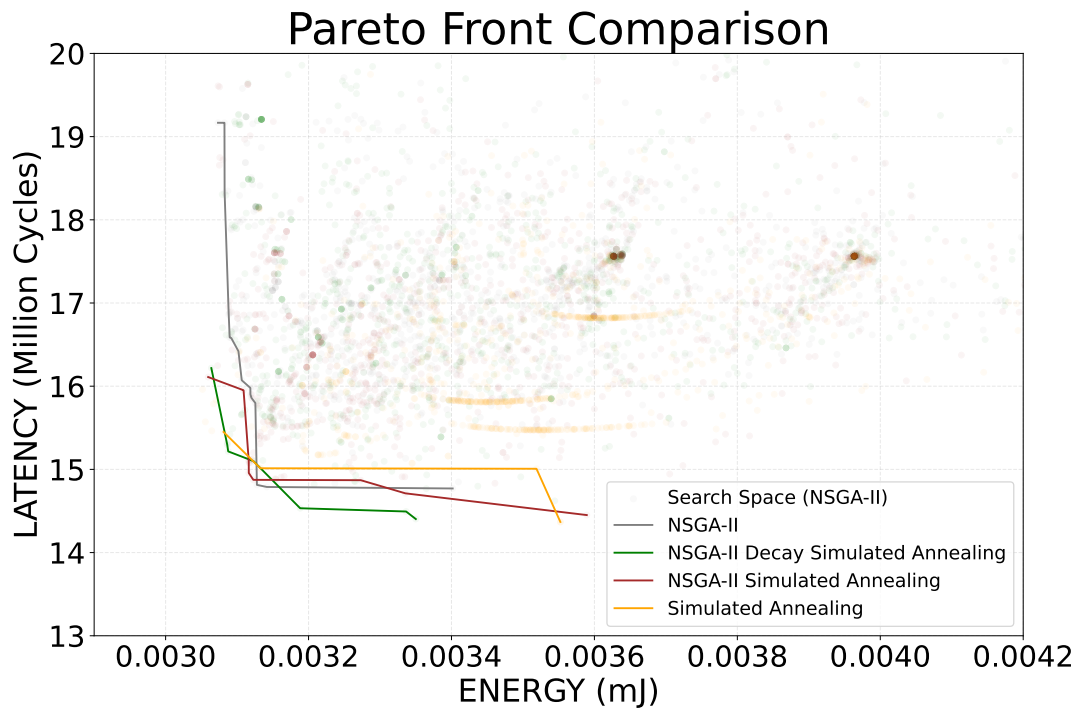 Pareto Front Comparison
20
19
18
17
16
15
14
13
LATENCY (Million Cycles)
Search Space (NSGA-II)
NSGA-II
NSGA-II Decay Simulated Annealing
NSGA-II Simulated Annealing
Simulated Annealing
0.0030 0.0032 0.0034 0.0036 0.0038 0.0040 0.0042
ENERGY (mJ)